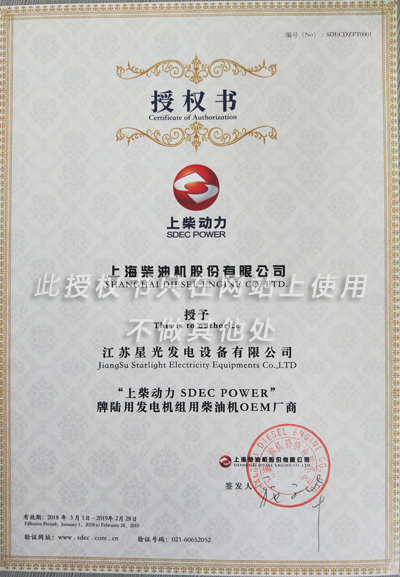 编号（No）：SDECDZPT0001
授权书
Certificate of Authorization
上柴动力
SDEC POWER
上海柴油机股份有限公司
SHANGHAI DIESEL ENGINE CO., LTD.
此授权书只在网站上使用
不做其他处
授予
This is to authorize
江苏星光发电设备有限公司
JiangSu Starlight Electricity Equipments Co.,LTD
“上柴动力 SDEC POWER”
牌陆用发电机组用柴油机OEM厂商
上海柴油机股份有限公司
SHANGHAI DIESEL ENGINE CO., LTD.
签发人
有效期: 2018 年 3月1日-2019年2月28日
Effective Period: January 1, 2018 to February 28, 2019
验证网址: www.sdec.com.cn 验证号码: 021-60652052